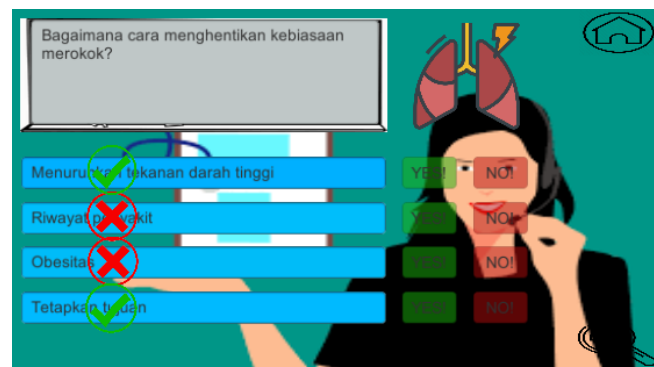 Bagaimana cara menghentikan kebiasaan
merokok?
Menurunkan tekanan darah tinggi
YES!
NO!
Riwayat penyakit
YES!
NO!
Obesitas
YES!
NO!
Tetapkan tujuan
YES!
NO!